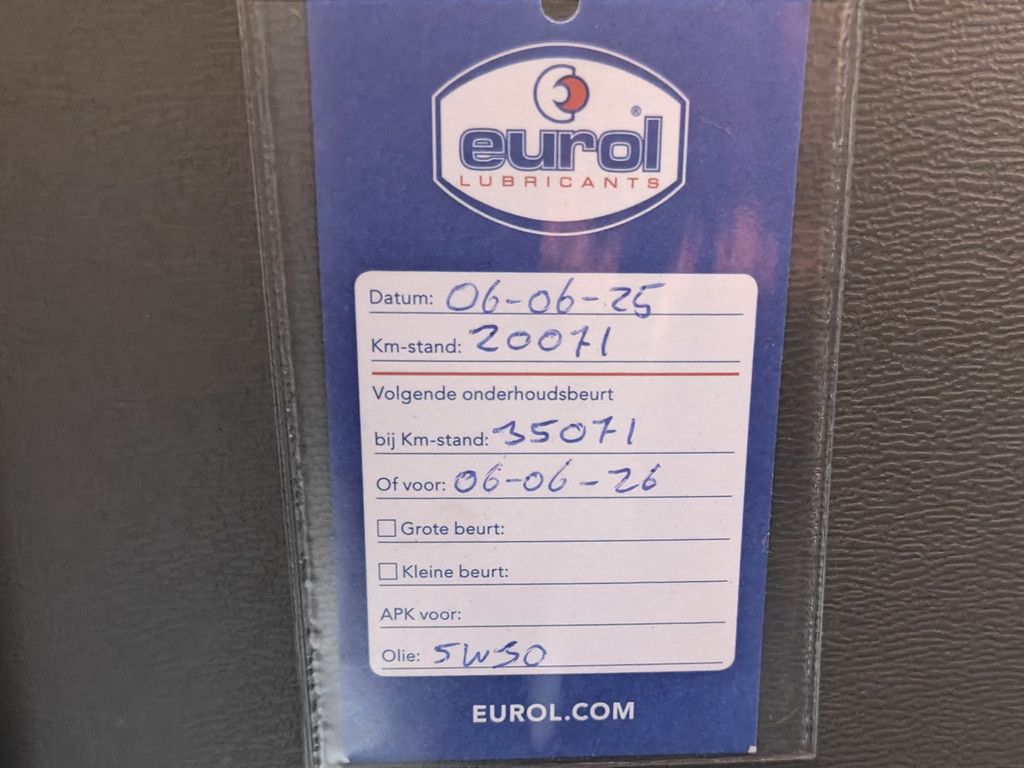 eurol®
LUBRICANTS
Datum: 06-06-25
Km-stand: 20071
Volgende onderhoudsbeurt
bij Km-stand: 35071
Of voor: 06-06-26
Grote beurt:
Kleine beurt:
APK voor:
Olie: 5W30
EUROL.COM